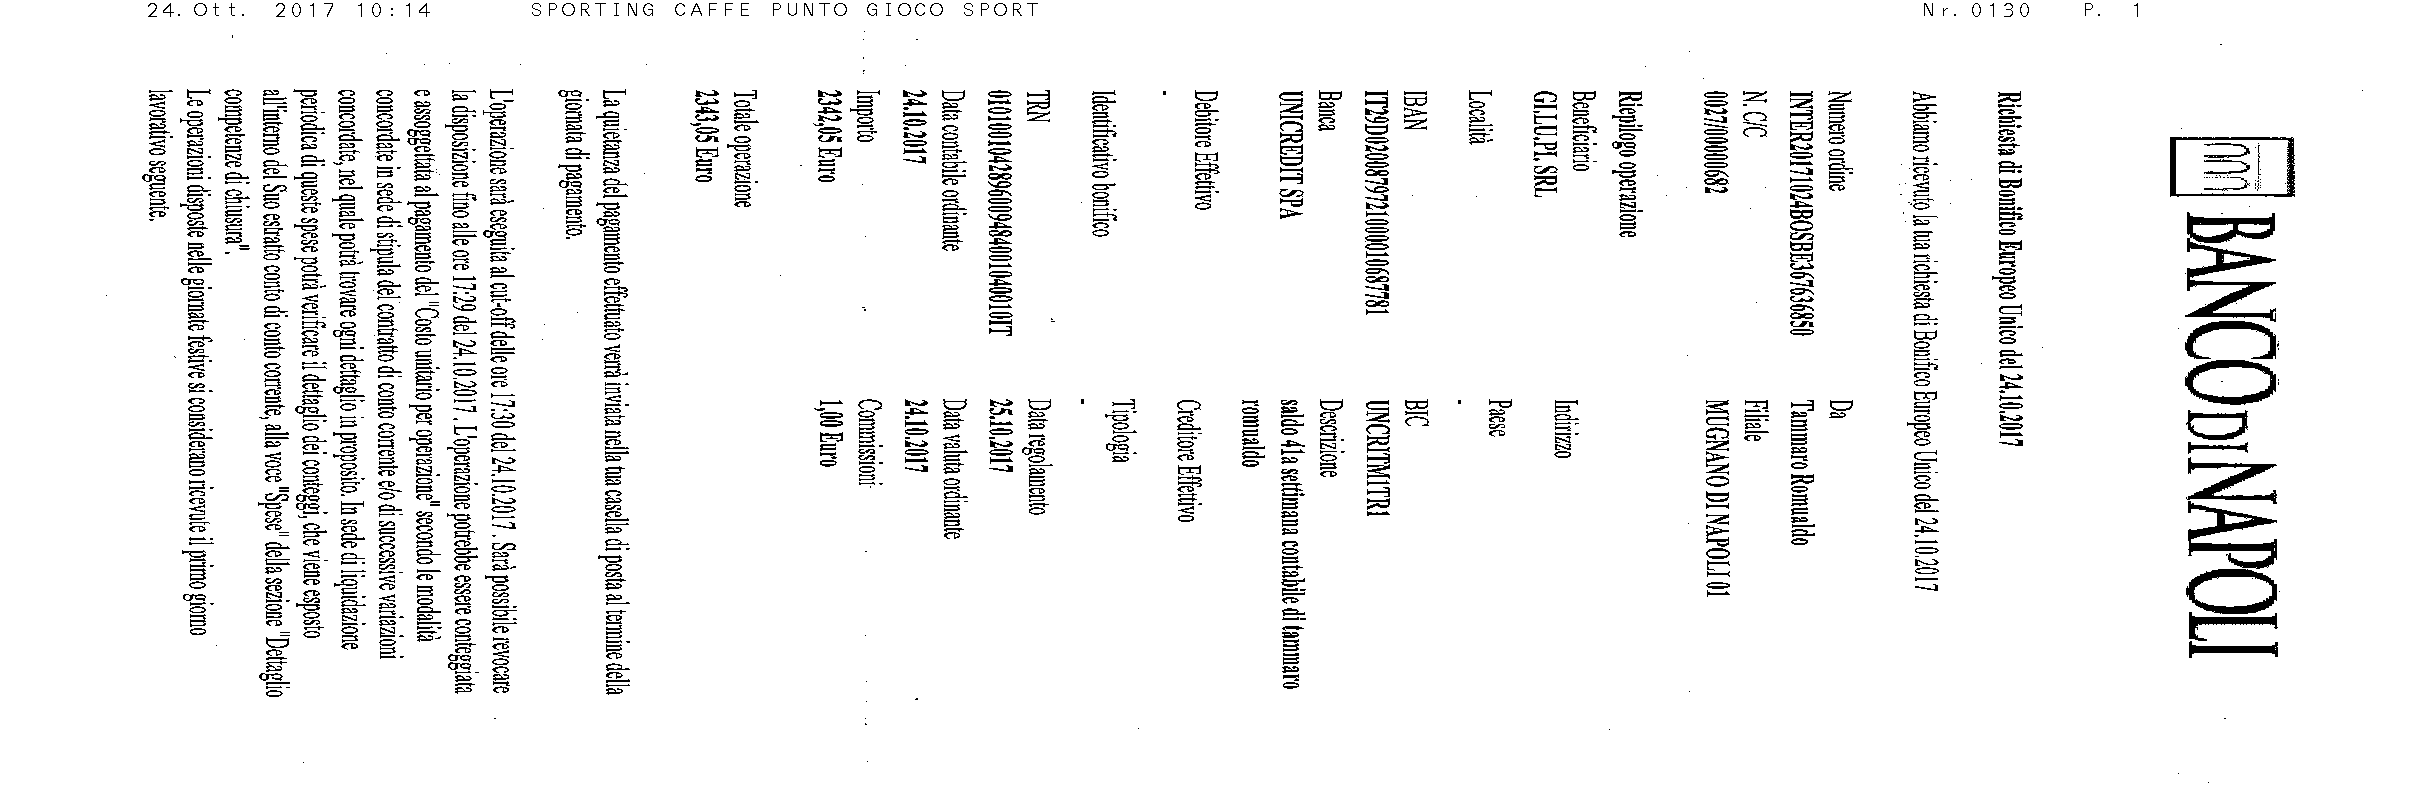 24.Ott. 2017 10:14 SPORTING CAFFE PUNTO GIOCO SPORT Nr.0130 P. 1
BANCO DI NAPOLI
Richiesta di Bonifico Europeo Unico del 24.10.2017
Abbiamo ricevuto la tua richiesta di Bonifico Europeo Unico del 24.10.2017
Numero ordine Da
INTER20171024BOSBE367636850 Tammaro Romualdo
N. C/C Filiale
0027/00000682 MUGNANO DI NAPOLI 01
Riepilogo operazione
Beneficiario Indirizzo
GI.LU.PI. SRL
Località Paese
-
IBAN BIC
IT29D0200879721000010687781 UNCRITM1TR1
Banca Descrizione
UNICREDIT SPA saldo 41a settimana contabile di tammaro
romualdo
Debitore Effettivo Creditore Effettivo
-
Identificativo bonifico Tipologia
-
TRN Data regolamento
0101001042896009484001040010IT 25.10.2017
Data contabile ordinante Data valuta ordinante
24.10.2017 24.10.2017
Importo Commissioni
2342,05 Euro 1,00 Euro
Totale operazione
2343,05 Euro
La quietanza del pagamento effettuato verrà inviata nella tua casella di posta al termine della
giornata di pagamento.
L'operazione sarà eseguita al cut-off delle ore 17:30 del 24.10.2017 . Sarà possibile revocare
la disposizione fino alle ore 17:29 del 24.10.2017. L'operazione potrebbe essere conteggiata
e assoggettata al pagamento del "Costo unitario per operazione" secondo le modalità
concordate in sede di stipula del contratto di conto corrente e/o di successive variazioni
concordate, nel quale potrà trovare ogni dettaglio in proposito. In sede di liquidazione
periodica di queste spese potrà verificare il dettaglio dei conteggi, che viene esposto
all'interno del Suo estratto conto di conto corrente, alla voce "Spese" della sezione "Dettaglio
competenze di chiusura".
Le operazioni disposte nelle giornate festive si considerano ricevute il primo giorno
lavorativo seguente.